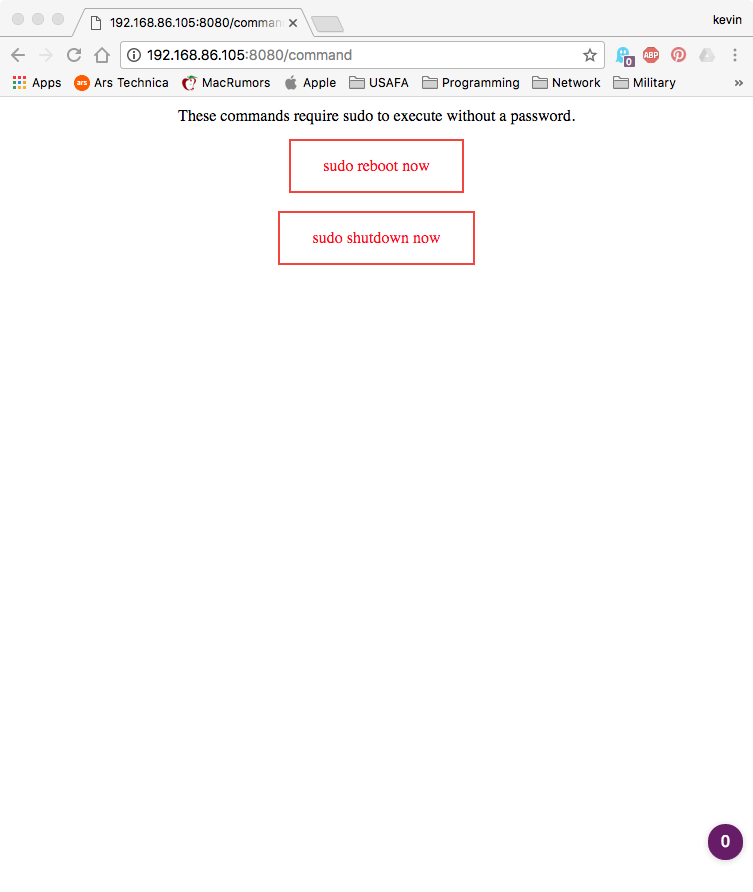 192.168.86.105:8080/comman
kevin
192.168.86.105:8080/command
0
ABP
Apps
ars
Ars Technica
MacRumors
Apple
USAFA
Programming
Network
Military
»
These commands require sudo to execute without a password.
sudo reboot now
sudo shutdown now
0